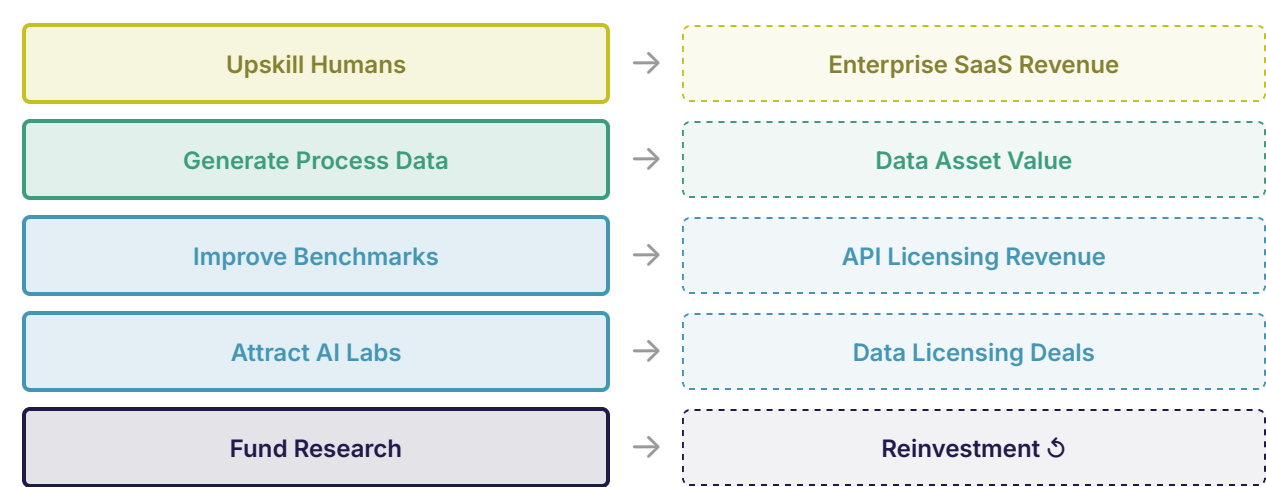 Upskill Humans → Enterprise SaaS Revenue
Generate Process Data → Data Asset Value
Improve Benchmarks → API Licensing Revenue
Attract AI Labs → Data Licensing Deals
Fund Research → Reinvestment ↺